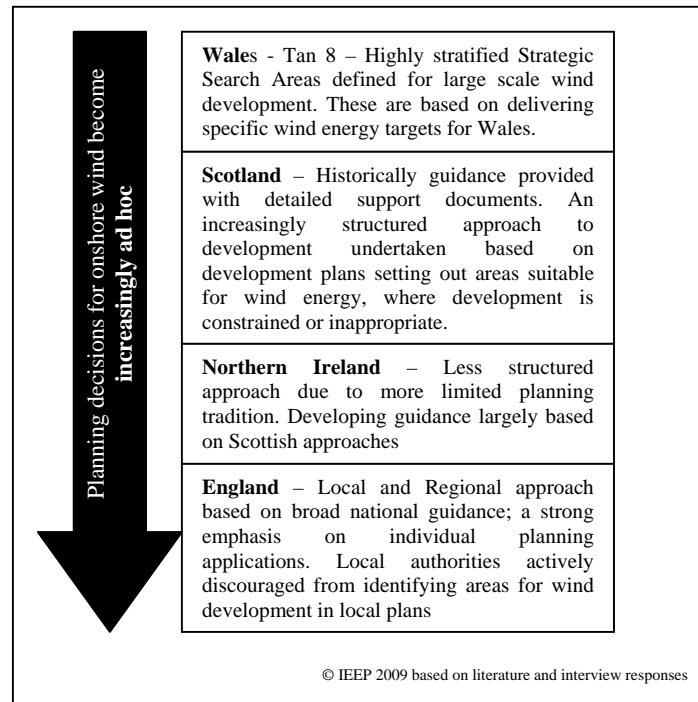 Planning decisions for onshore wind become
increasingly ad hoc
Wales - Tan 8 – Highly stratified Strategic
Search Areas defined for large scale wind
development. These are based on delivering
specific wind energy targets for Wales.
Scotland – Historically guidance provided
with detailed support documents. An
increasingly structured approach to
development undertaken based on
development plans setting out areas suitable
for wind energy, where development is
constrained or inappropriate.
Northern Ireland – Less structured
approach due to more limited planning
tradition. Developing guidance largely based
on Scottish approaches
England – Local and Regional approach
based on broad national guidance; a strong
emphasis on individual planning
applications. Local authorities actively
discouraged from identifying areas for wind
development in local plans
© IEEP 2009 based on literature and interview responses